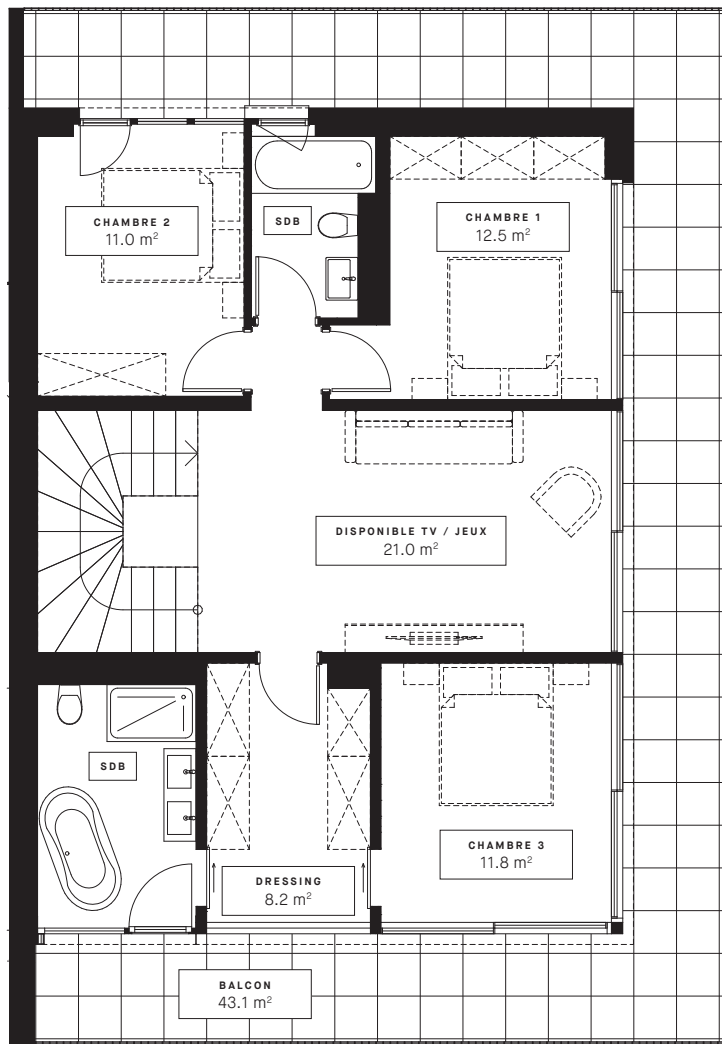 CHAMBRE 2
11.0 m²
SDB
CHAMBRE 1
12.5 m²
DISPONIBLE TV / JEUX
21.0 m²
SDB
CHAMBRE 3
11.8 m²
DRESSING
8.2 m²
BALCON
43.1 m²